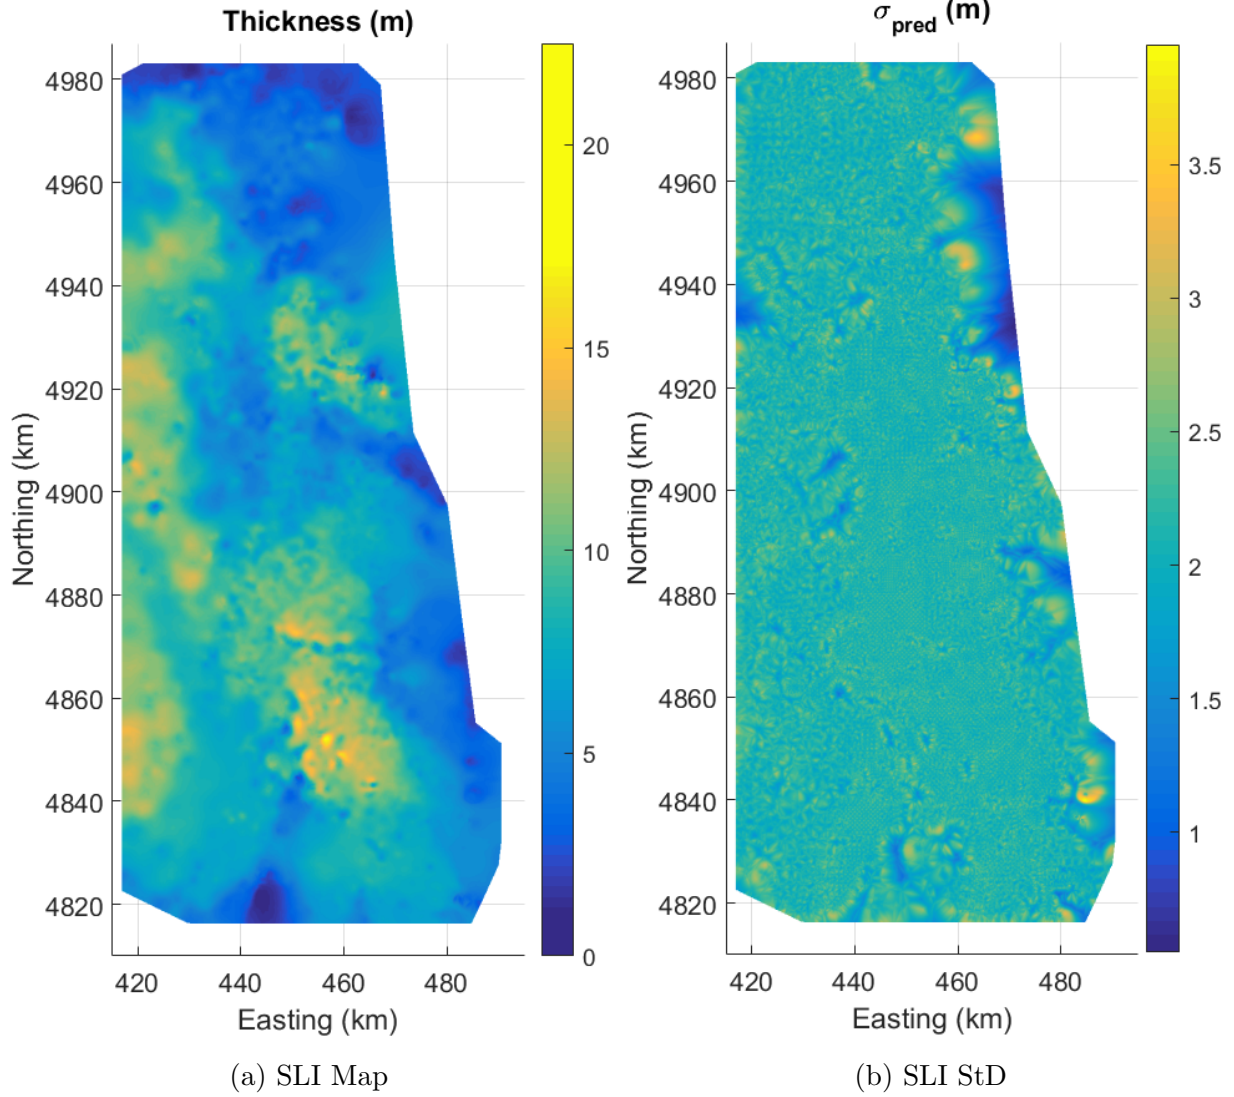 Thickness (m)
4980
4960
4940
4920
4900
4880
4860
4840
4820
Northing (km)
420 440 460 480
Easting (km)
20
15
10
5
0
(a) SLI Map
σpred (m)
4980
4960
4940
4920
4900
4880
4860
4840
4820
Northing (km)
420 440 460 480
Easting (km)
3.5
3
2.5
2
1.5
1
(b) SLI StD